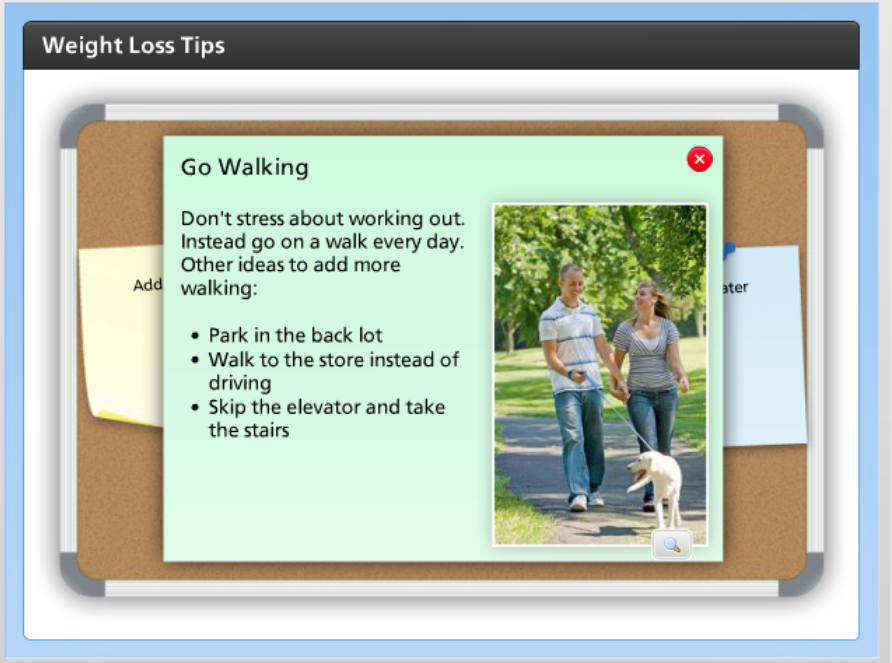 Weight Loss Tips
Go Walking
Don't stress about working out.
Instead go on a walk every day.
Other ideas to add more
walking:
• Park in the back lot
• Walk to the store instead of
driving
• Skip the elevator and take
the stairs
Add
ater